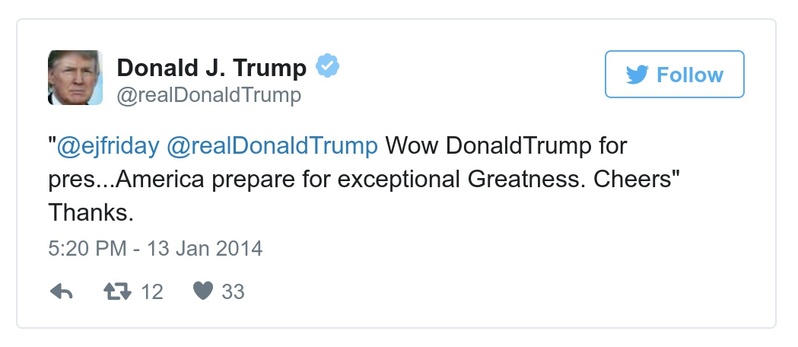 Donald J. Trump
@realDonaldTrump
Follow
"@ejfriday @realDonaldTrump Wow DonaldTrump for
pres...America prepare for exceptional Greatness. Cheers"
Thanks.
5:20 PM - 13 Jan 2014
12 33